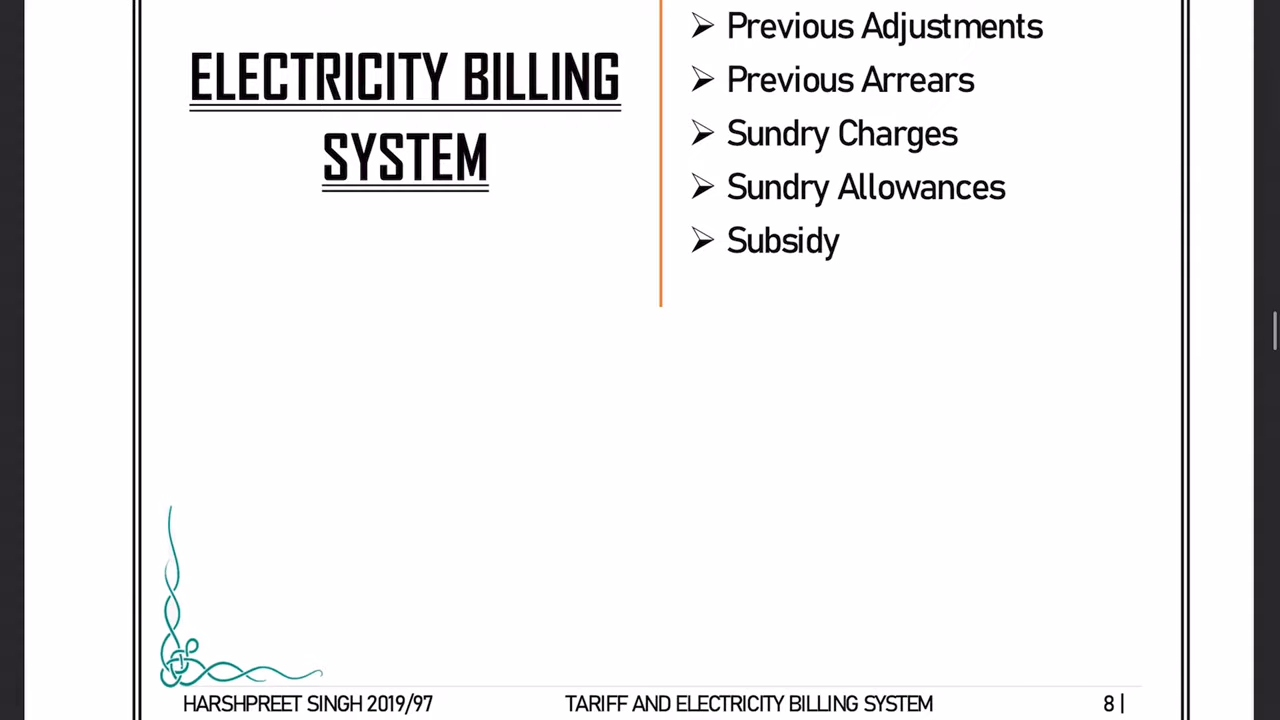 ELECTRICITY BILLING
SYSTEM
➢ Previous Adjustments
➢ Previous Arrears
➢ Sundry Charges
➢ Sundry Allowances
➢ Subsidy
HARSHPREET SINGH 2019/97
TARIFF AND ELECTRICITY BILLING SYSTEM
8 |